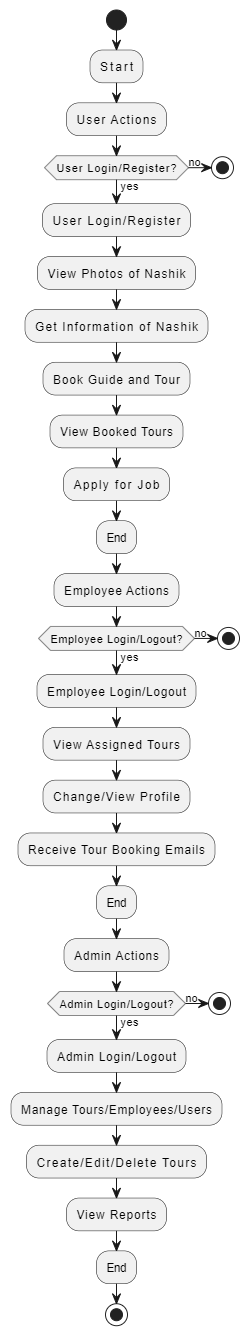 Start
User Actions
User Login/Register?
no
yes
User Login/Register
View Photos of Nashik
Get Information of Nashik
Book Guide and Tour
View Booked Tours
Apply for Job
End
Employee Actions
Employee Login/Logout?
no
yes
Employee Login/Logout
View Assigned Tours
Change/View Profile
Receive Tour Booking Emails
End
Admin Actions
Admin Login/Logout?
no
yes
Admin Login/Logout
Manage Tours/Employees/Users
Create/Edit/Delete Tours
View Reports
End